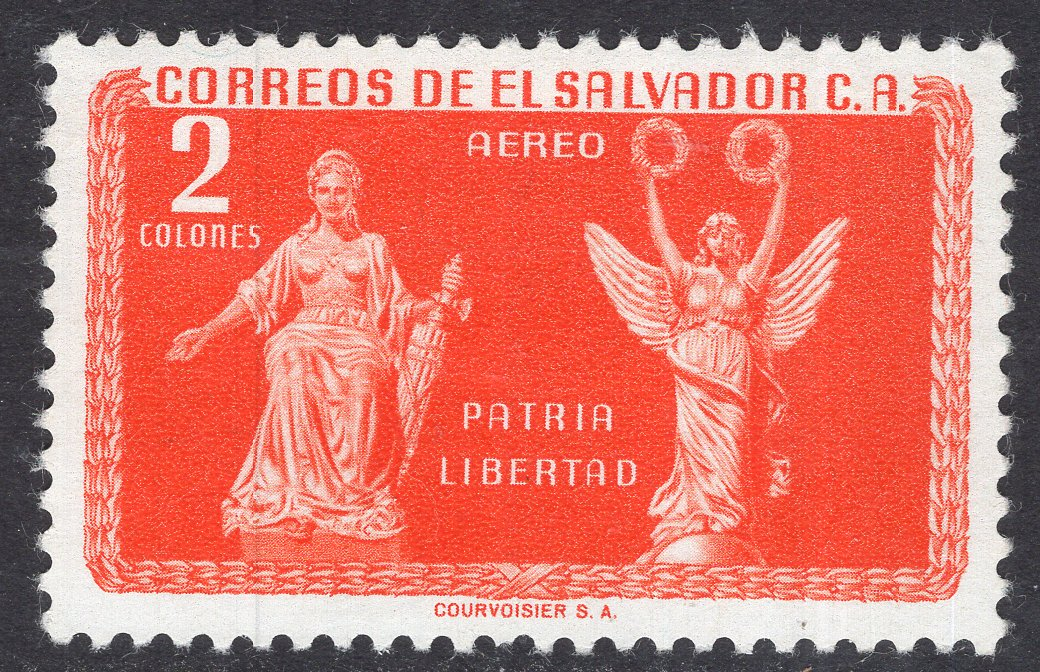 CORREOS DE EL SALVADOR C. A.
2
COLONES
AEREO
PATRIA
LIBERTAD
COURVOISIER S. A.